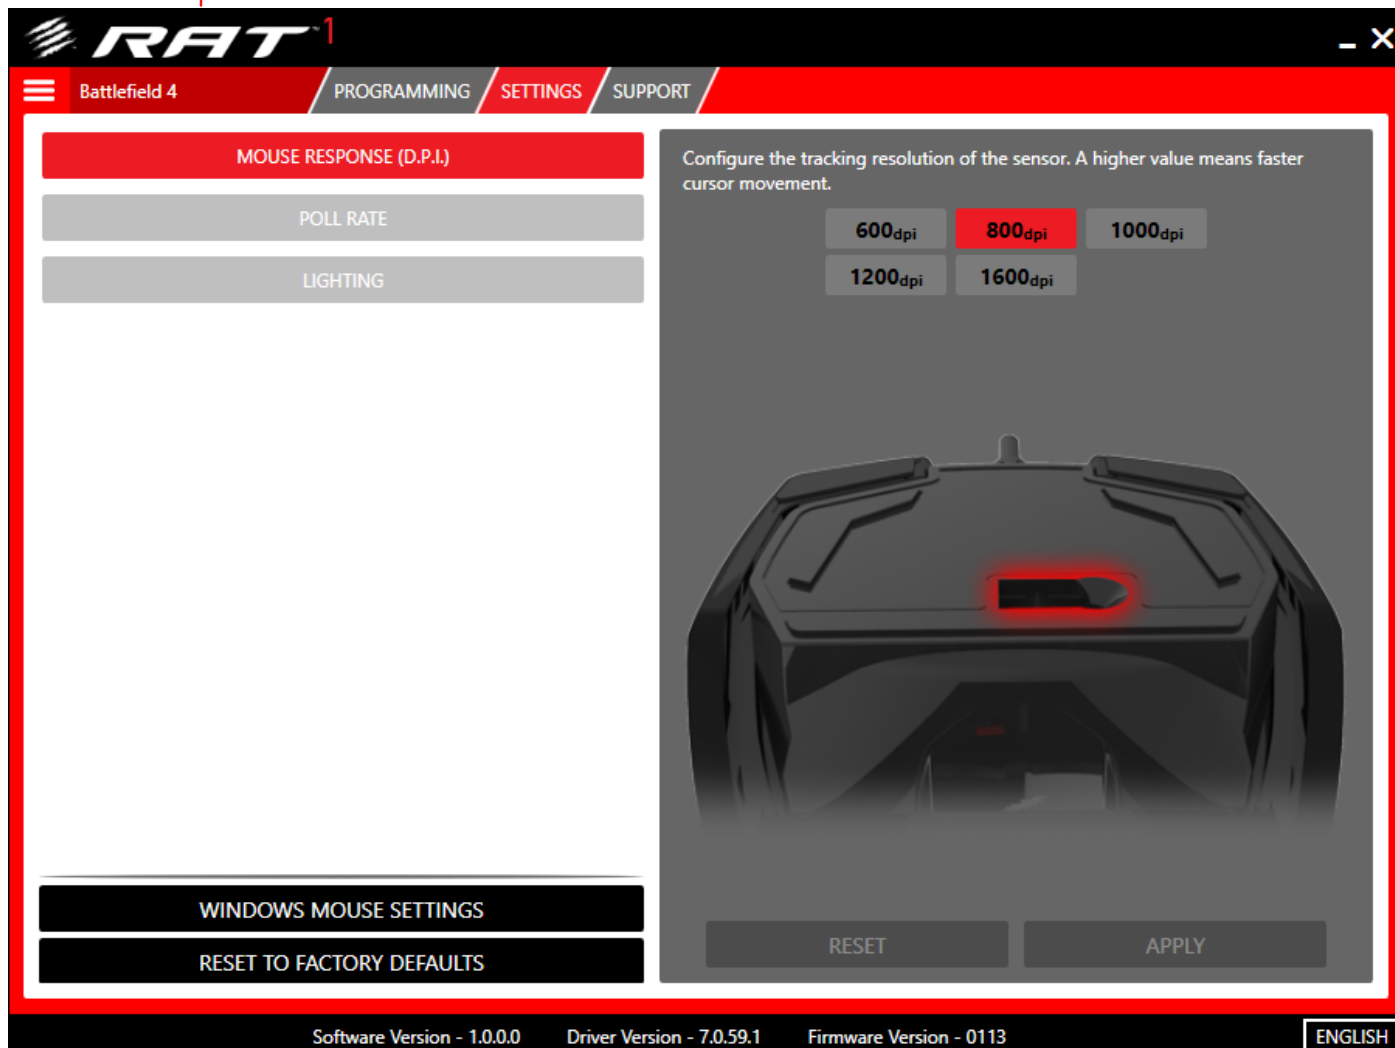 RAT™1
Battlefield 4
PROGRAMMING
SETTINGS
SUPPORT
MOUSE RESPONSE (D.P.I.)
POLL RATE
LIGHTING
WINDOWS MOUSE SETTINGS
RESET TO FACTORY DEFAULTS
Configure the tracking resolution of the sensor. A higher value means faster
cursor movement.
600dpi 800dpi 1000dpi
1200dpi 1600dpi
RESET APPLY
Software Version - 1.0.0.0 Driver Version - 7.0.59.1 Firmware Version - 0113 ENGLISH